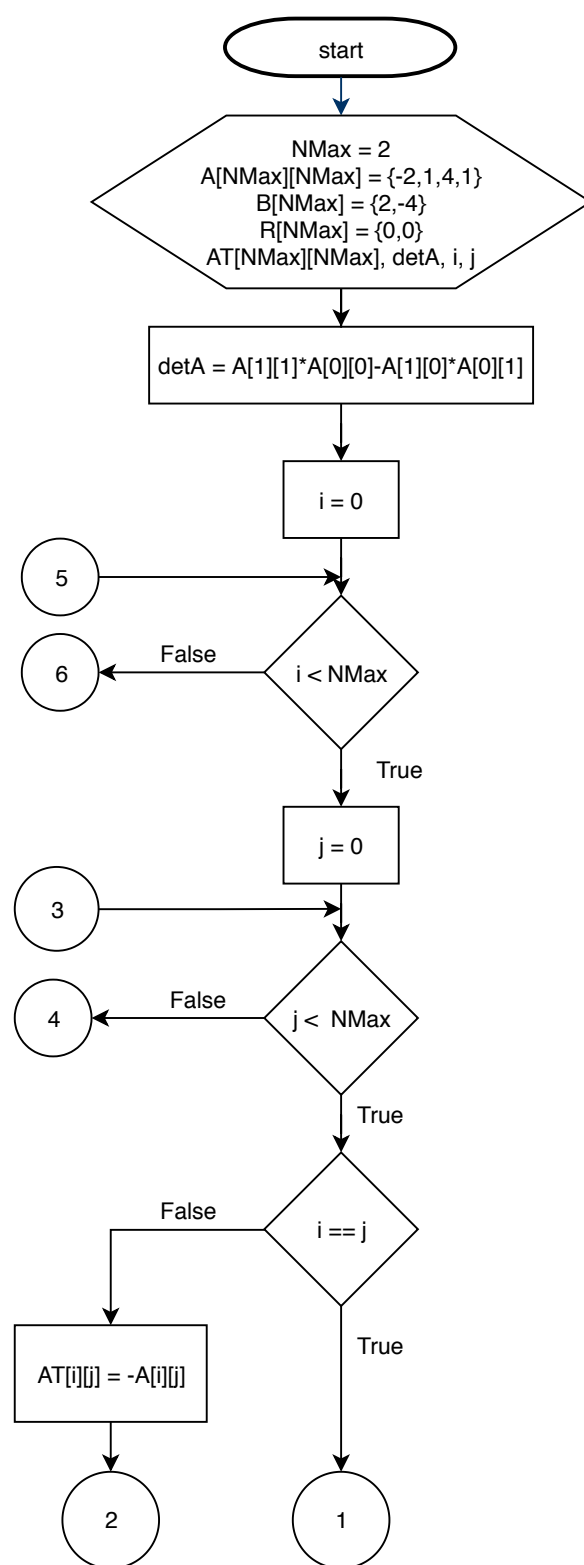 start
NMax = 2
A[NMax][NMax] = {-2,1,4,1}
B[NMax] = {2,-4}
R[NMax] = {0,0}
AT[NMax][NMax], detA, i, j
detA = A[1][1]*A[0][0]-A[1][0]*A[0][1]
i = 0
5
False
6
i < NMax
True
j = 0
3
False
4
j < NMax
True
False
i == j
True
AT[i][j] = -A[i][j]
2
1